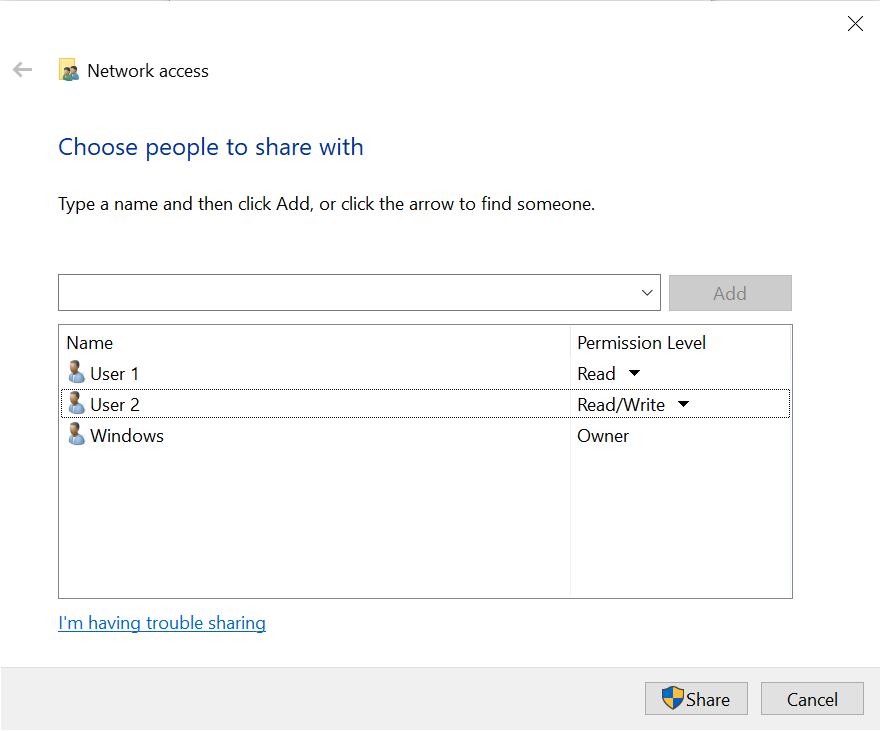 Network access
Choose people to share with
Type a name and then click Add, or click the arrow to find someone.
Add
Name Permission Level
User 1 Read
User 2 Read/Write
Windows Owner
I'm having trouble sharing
Share Cancel